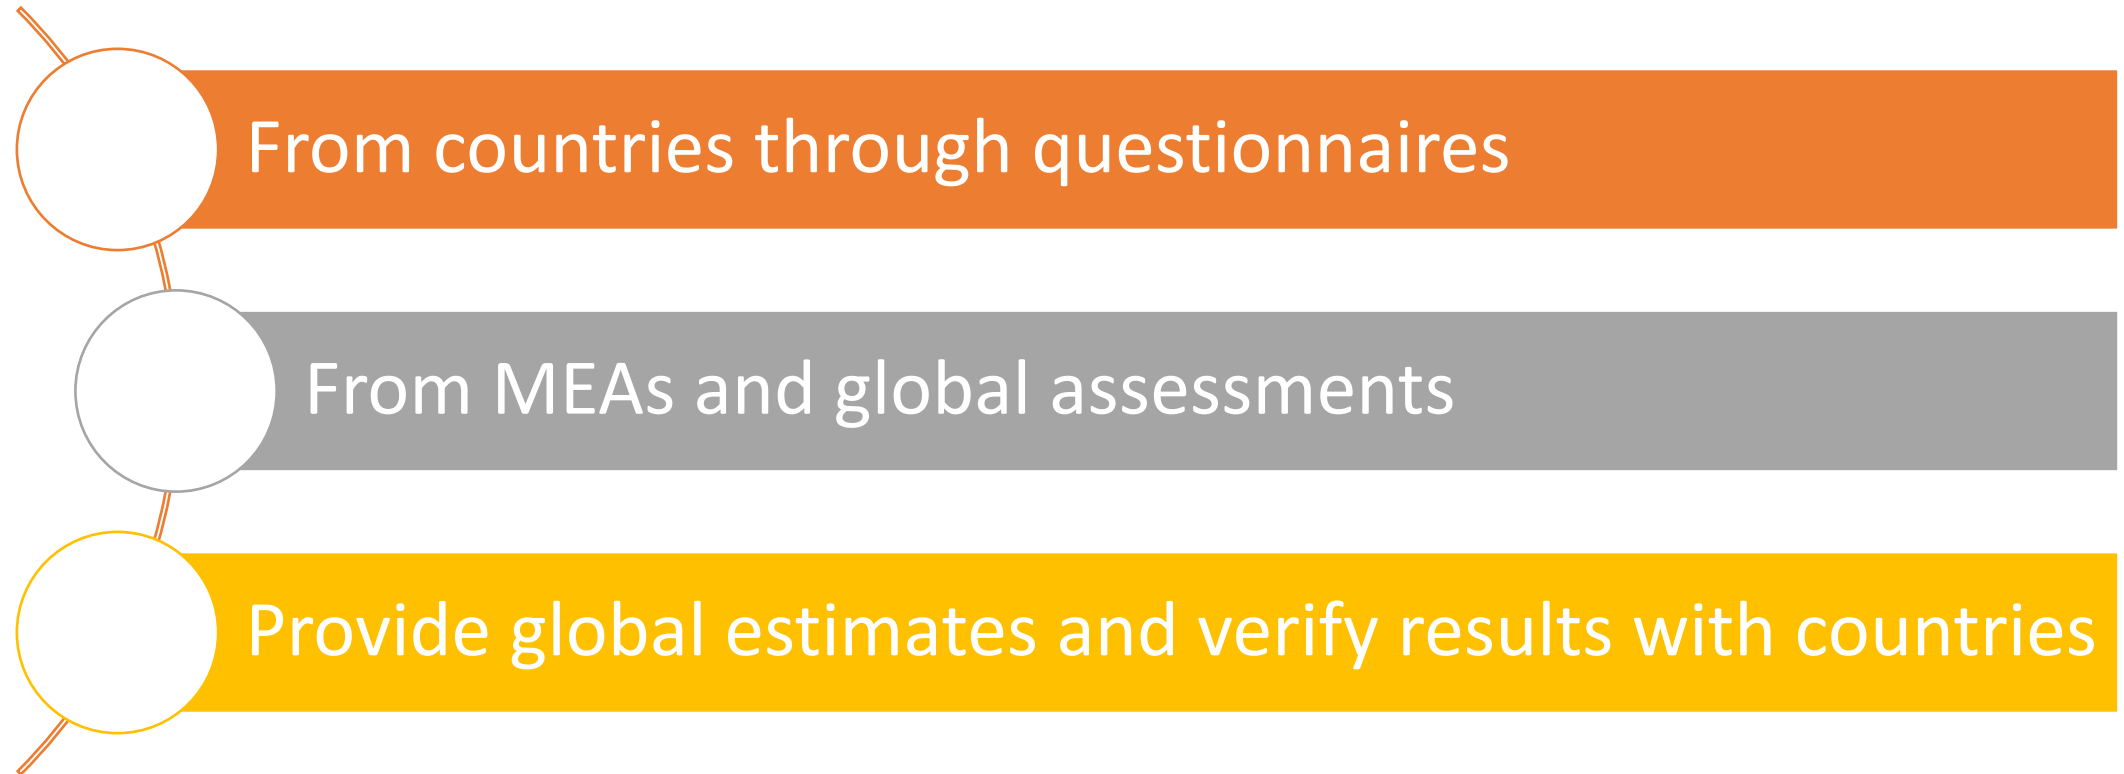 From countries through questionnaires
From MEAs and global assessments
Provide global estimates and verify results with countries